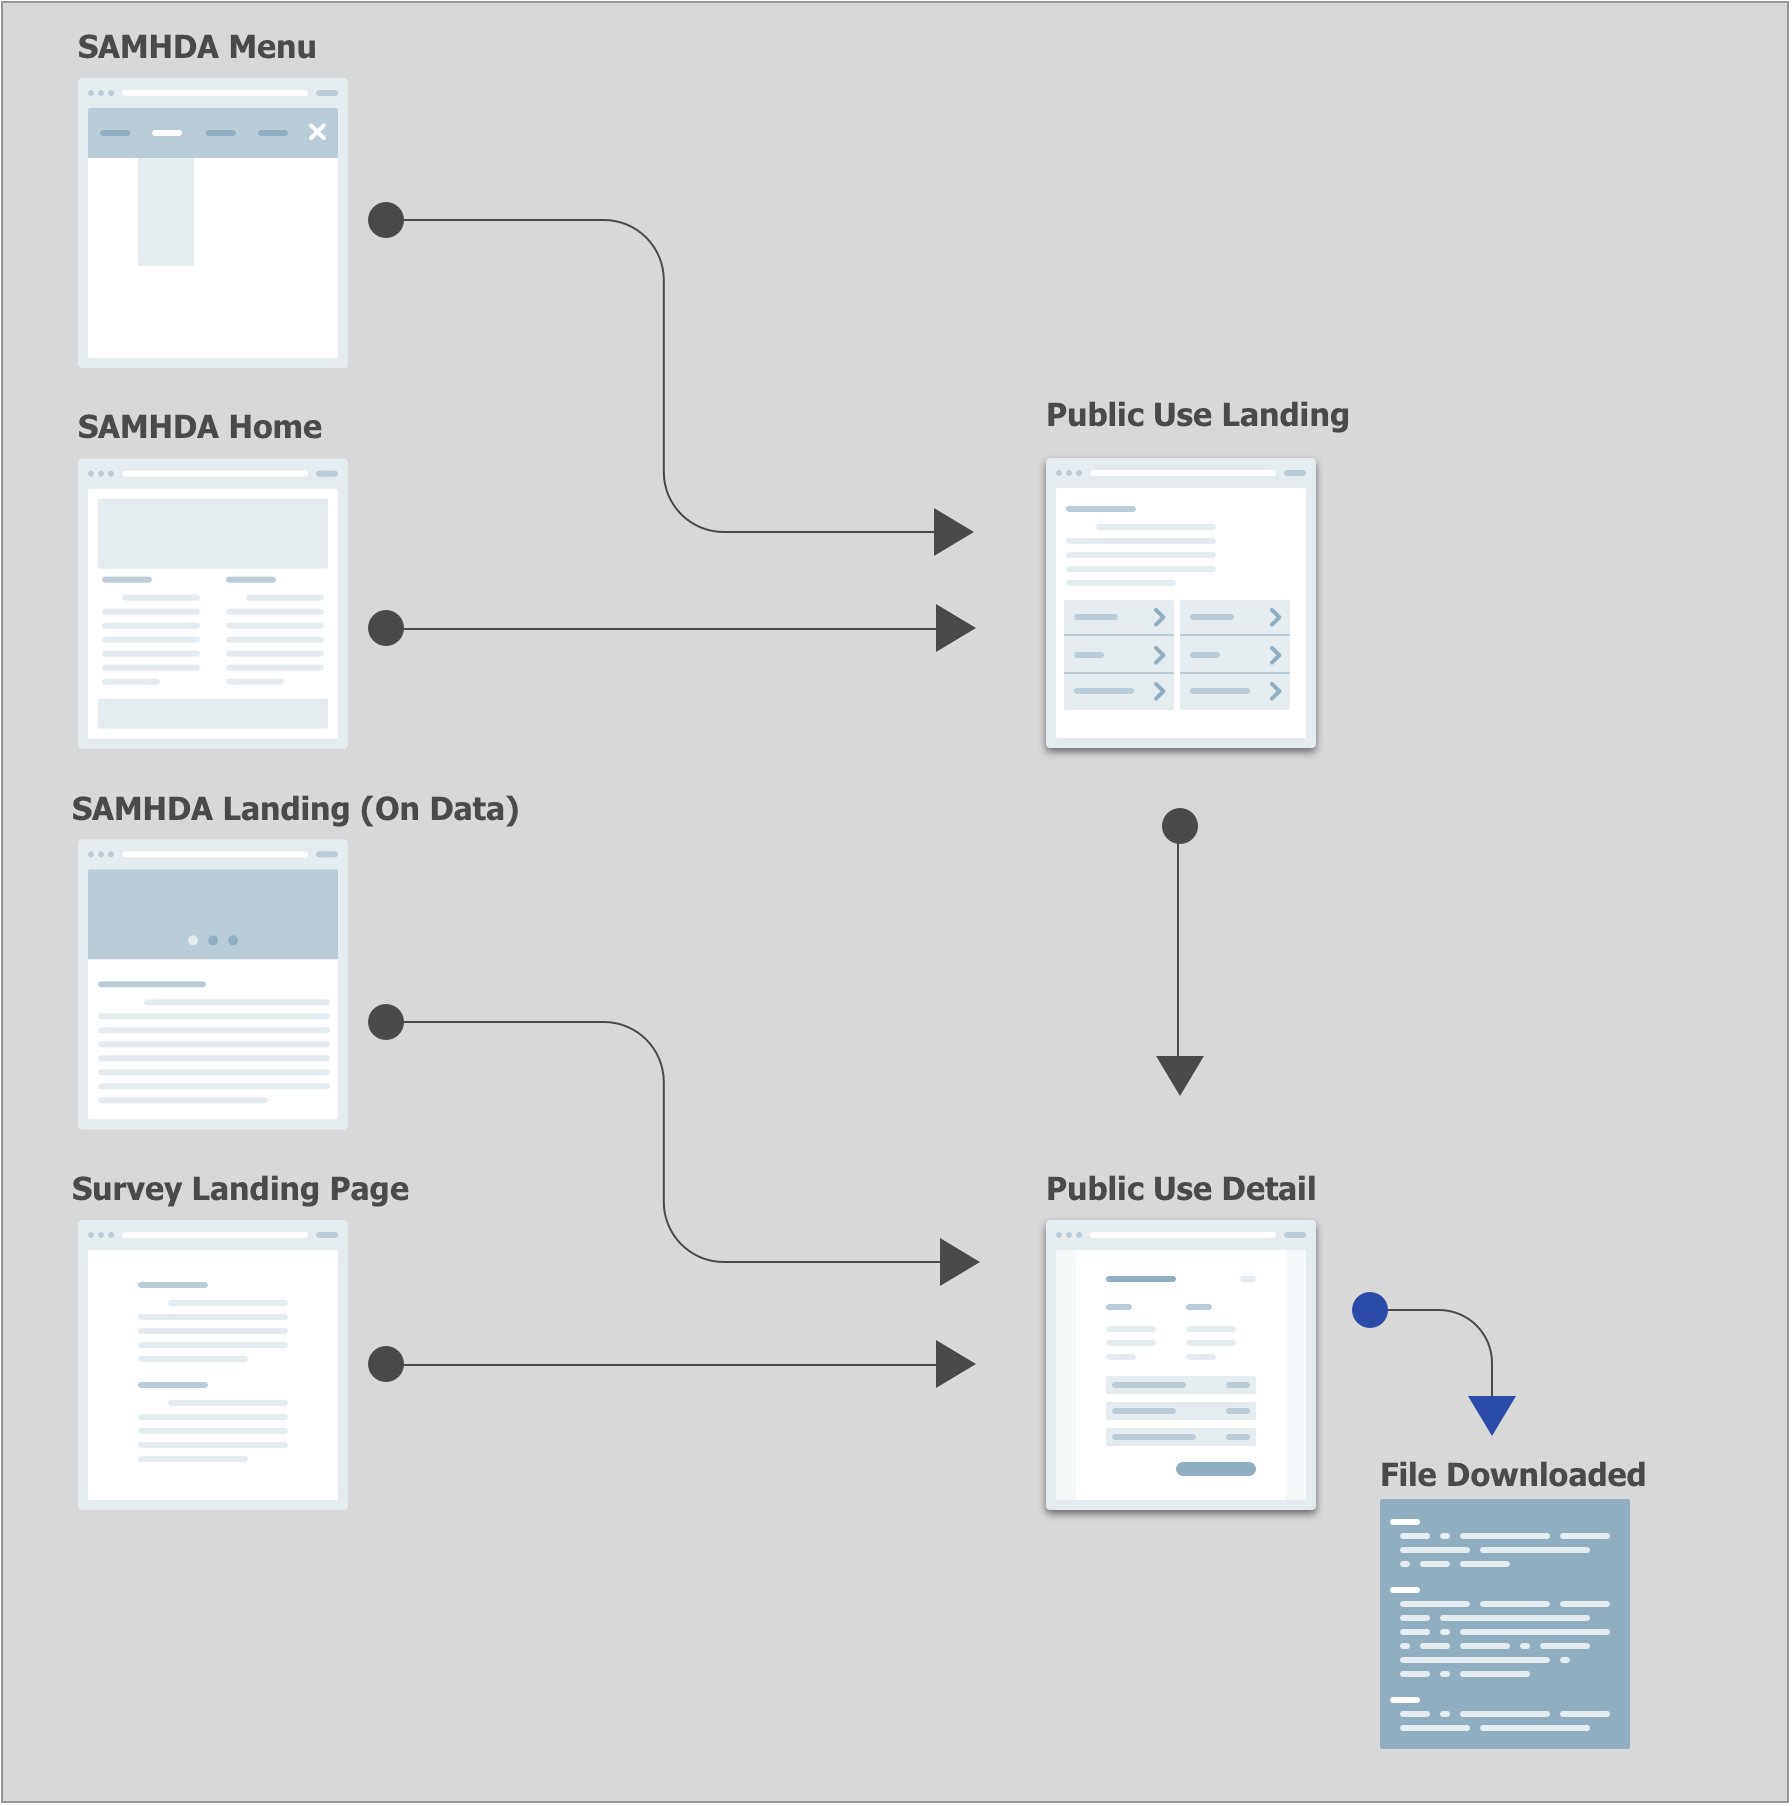 SAMHDA Menu
SAMHDA Home
Public Use Landing
SAMHDA Landing (On Data)
Survey Landing Page
Public Use Detail
File Downloaded